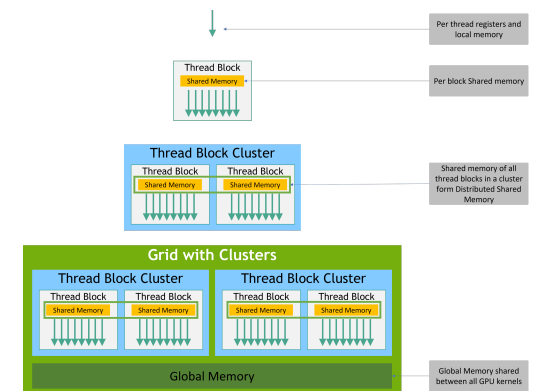 Per thread registers and
local memory
Thread Block
Shared Memory
Per block Shared memory
Thread Block Cluster
Thread Block
Thread Block
Shared Memory
Shared Memory
Shared memory of all
thread blocks in a cluster
form Distributed Shared
Memory
Grid with Clusters
Thread Block Cluster
Thread Block Cluster
Thread Block
Thread Block
Thread Block
Thread Block
Shared Memory
Shared Memory
Shared Memory
Shared Memory
Global Memory
Global Memory shared
between all GPU kernels